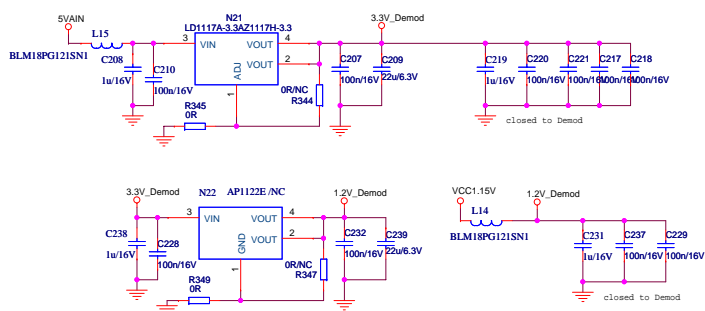 5VAIN
L15
BLM18PG121SN1
C208
1u/16V
C210
100n/16V
N21
LD1117A-3.3AZ1117H-3.3
3
VIN
VOUT
4
VOUT
2
ADJ
1
R345
0R
0R/NC
R344
3.3V_Demod
C207
100n/16V
C209
22u/6.3V
C219
1u/16V
C220
100n/16V
C221
100n/16V
C217
100n/16V
C218
100n/16V
closed to Demod
3.3V_Demod
C238
1u/16V
C228
100n/16V
N22
AP1122E /NC
3
VIN
VOUT
4
VOUT
2
GND
1
R349
0R
0R/NC
R347
1.2V_Demod
C232
100n/16V
C239
22u/6.3V
VCC1.15V
L14
BLM18PG121SN1
1.2V_Demod
C231
1u/16V
C237
100n/16V
C229
100n/16V
closed to Demod